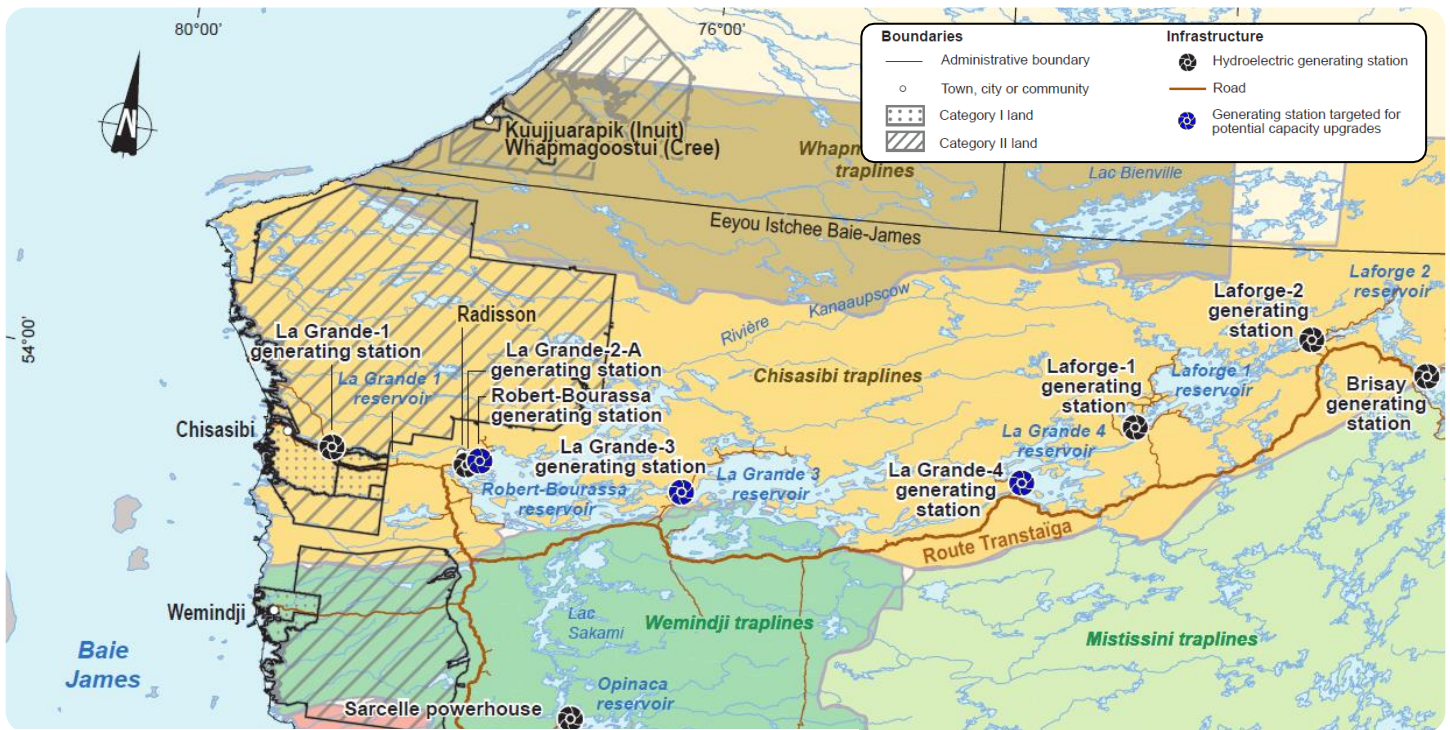 80°00'
76°00'
54°00'
N
Boundaries
Administrative boundary
Town, city or community
Category I land
Category II land
Infrastructure
Hydroelectric generating station
Road
Generating station targeted for
potential capacity upgrades
Kuujjuarapik (Inuit)
Whapmagoostui (Cree)
traplines
Lac Bienville
Eeyou Istchee Baie-James
Rivière Kanaaupscow
Laforge 2
reservoir
Laforge-2
generating
station
Radisson
La Grande-1
generating station
La Grande 1
reservoir
La Grande-2-A
generating station
Robert-Bourassa
generating station
Chisasibi traplines
Laforge-1
generating
station
Laforge 1
reservoir
Brisay
generating
station
Chisasibi
La Grande-3
generating station
La Grande 3
reservoir
La Grande 4
reservoir
La Grande-4
generating
station
Robert-Bourassa
reservoir
Route Transtaïga
Wemindji
Lac
Sakami
Wemindji traplines
Mistissini traplines
Baie
James
Opinaca
reservoir
Sarcelle powerhouse